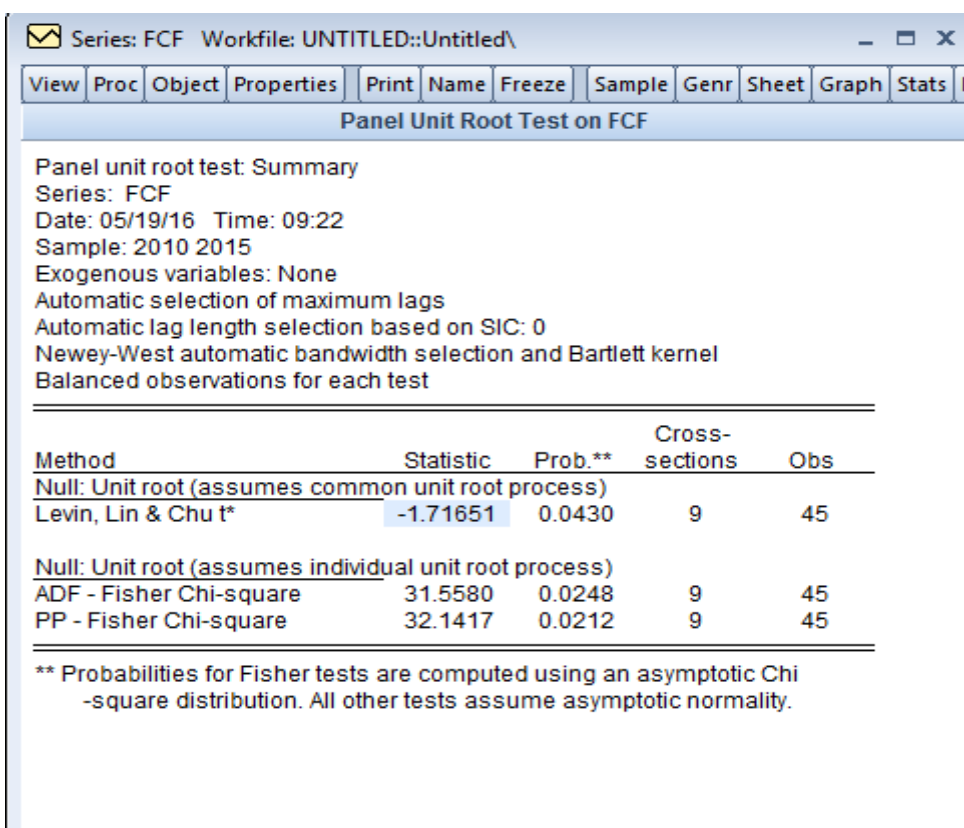 Series: FCF Workfile: UNTITLED::Untitled\
View Proc Object Properties Print Name Freeze Sample Genr Sheet Graph Stats
Panel Unit Root Test on FCF
Panel unit root test: Summary
Series: FCF
Date: 05/19/16 Time: 09:22
Sample: 2010 2015
Exogenous variables: None
Automatic selection of maximum lags
Automatic lag length selection based on SIC: 0
Newey-West automatic bandwidth selection and Bartlett kernel
Balanced observations for each test
Cross-
Method Statistic Prob.** sections Obs
Null: Unit root (assumes common unit root process)
Levin, Lin & Chu t* -1.71651 0.0430 9 45
Null: Unit root (assumes individual unit root process)
ADF - Fisher Chi-square 31.5580 0.0248 9 45
PP - Fisher Chi-square 32.1417 0.0212 9 45
** Probabilities for Fisher tests are computed using an asymptotic Chi
-square distribution. All other tests assume asymptotic normality.